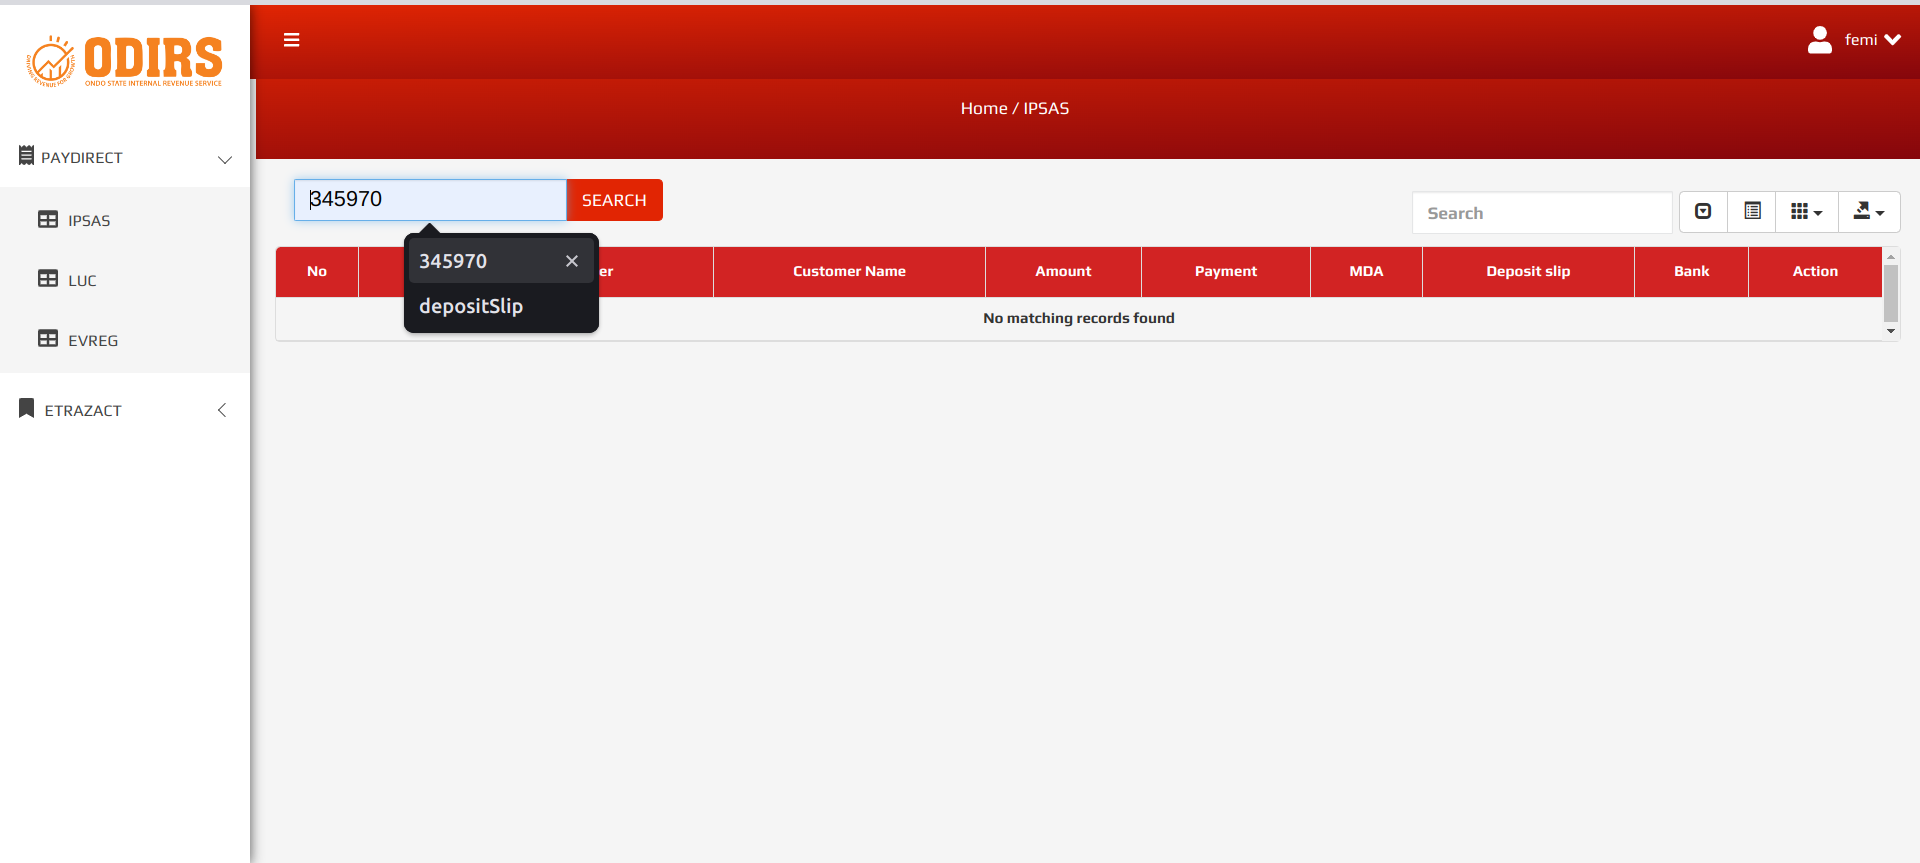 ODIRS
ONDO STATE INTERNAL REVENUE SERVICE
femi
Home / IPSAS
PAYDIRECT
IPSAS
LUC
EVREG
ETRAZACT
345970
SEARCH
Search
345970
depositSlip
No
er
Customer Name
Amount
Payment
MDA
Deposit slip
Bank
Action
No matching records found